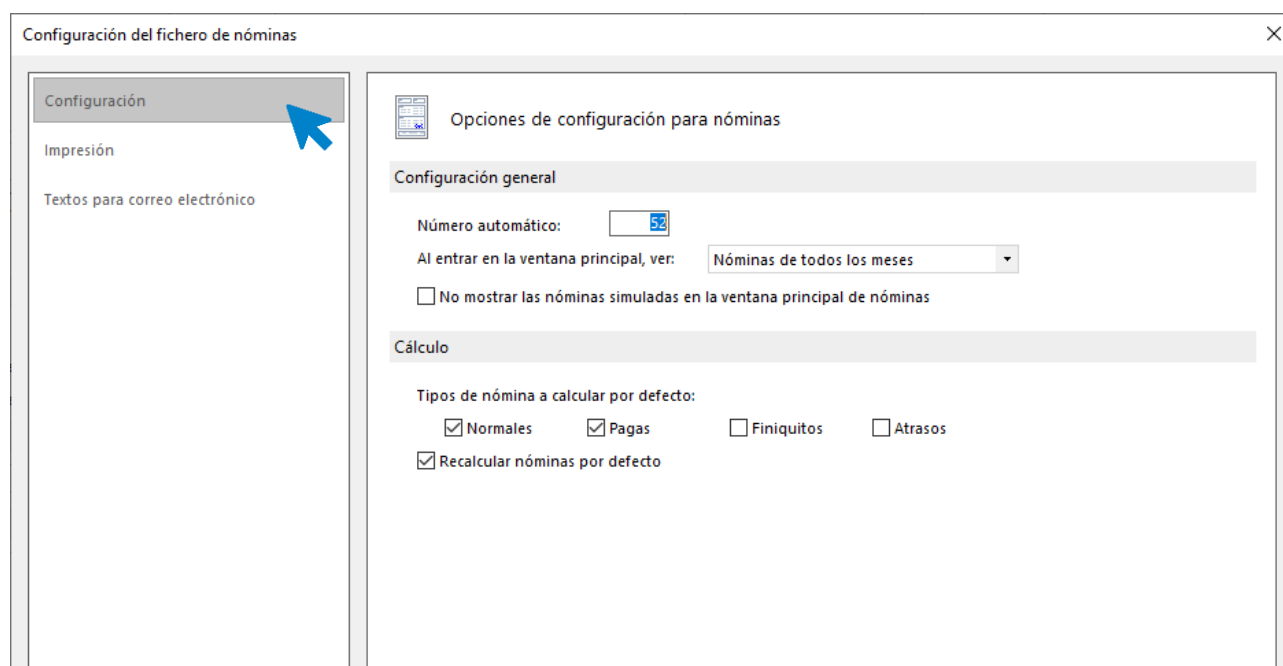 Configuración del fichero de nóminas
Configuración
Impresión
Textos para correo electrónico
Opciones de configuración para nóminas
Configuración general
Número automático: 52
Al entrar en la ventana principal, ver: Nóminas de todos los meses
No mostrar las nóminas simuladas en la ventana principal de nóminas
Cálculo
Tipos de nómina a calcular por defecto:
Normales Pagas Finiquitos Atrasos
Recalcular nóminas por defecto